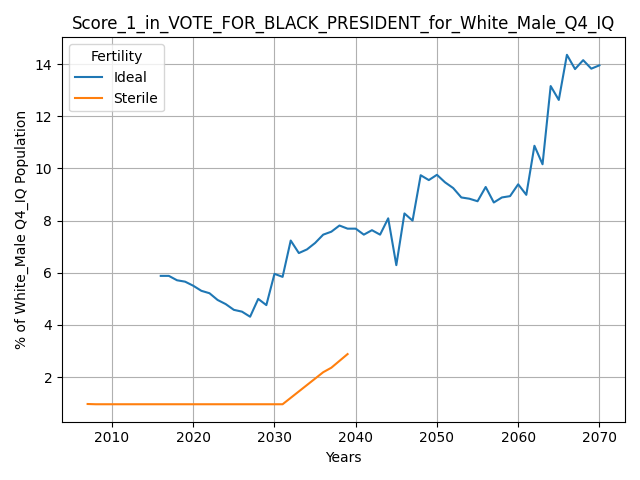 Score_1_in_VOTE_FOR_BLACK_PRESIDENT_for_White_Male_Q4_IQ
Fertility
Ideal
Sterile
% of White_Male Q4_IQ Population
14
12
10
8
6
4
2
2010 2020 2030 2040 2050 2060 2070
Years